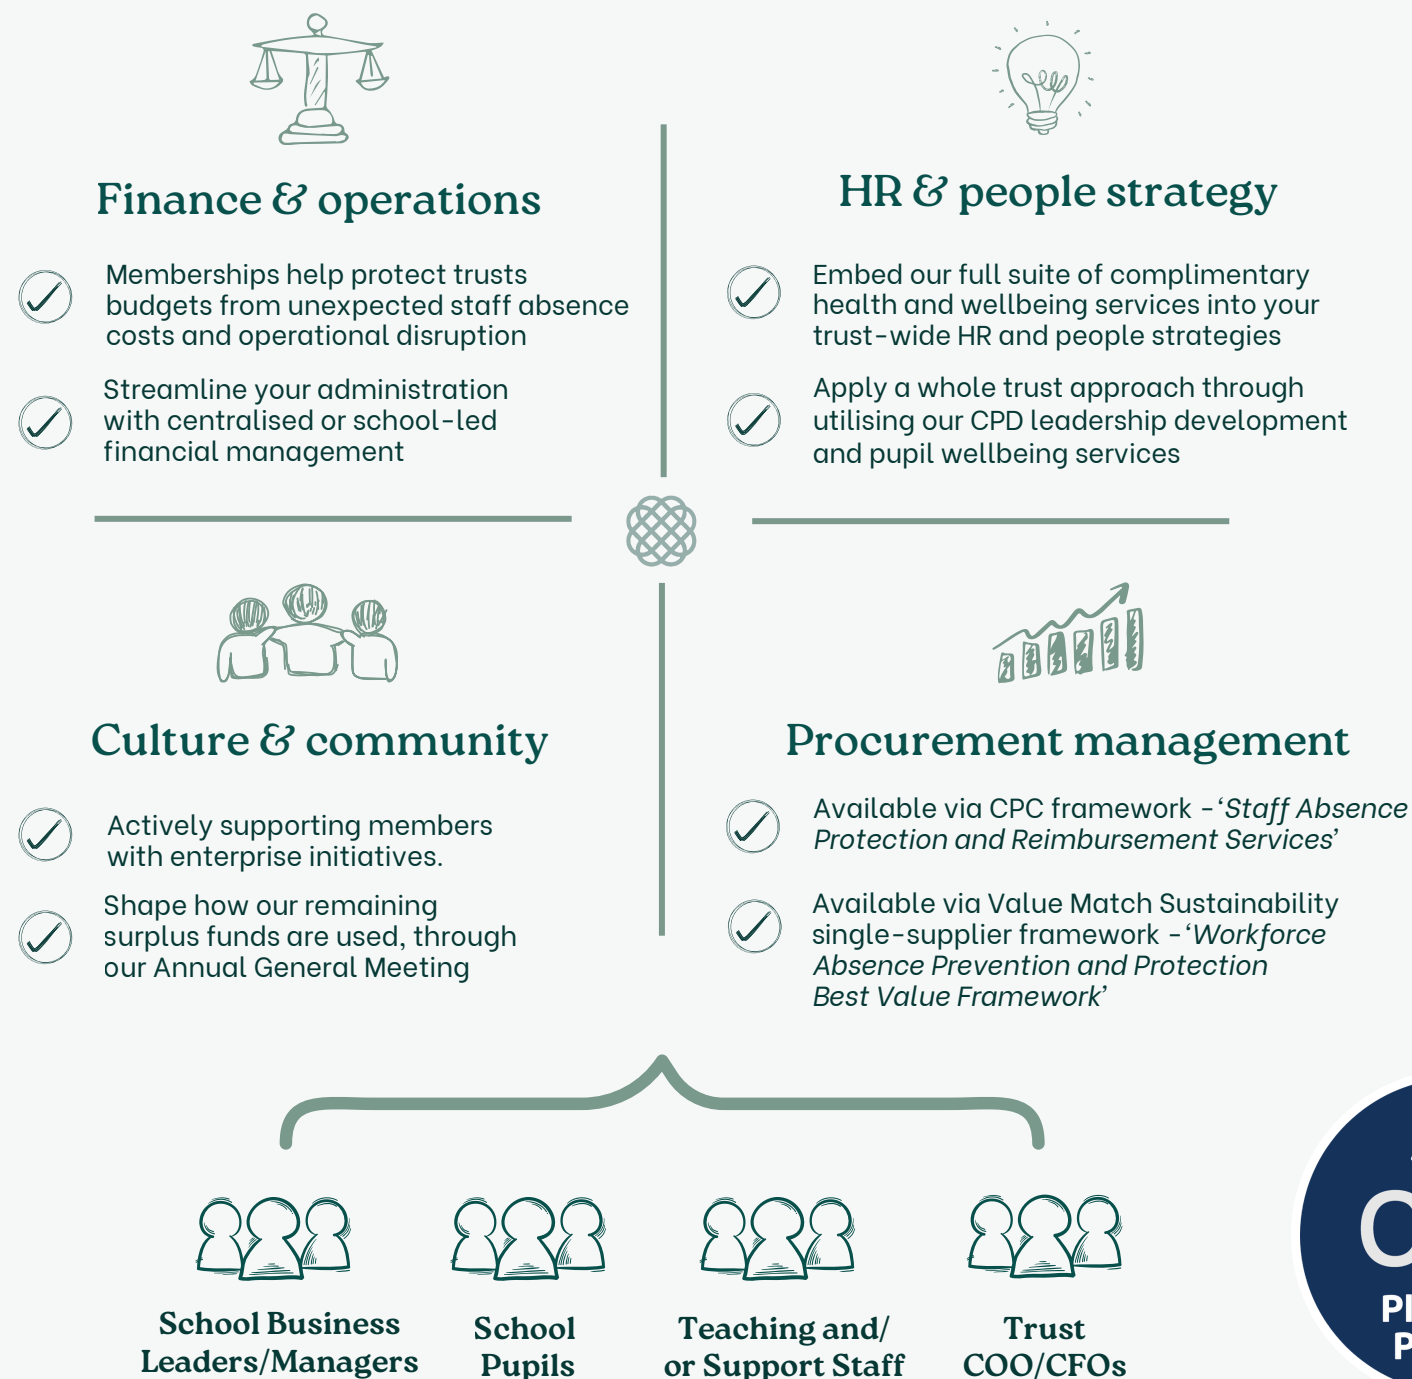 Finance & operations
Memberships help protect trusts
budgets from unexpected staff absence
costs and operational disruption
Streamline your administration
with centralised or school-led
financial management
HR & people strategy
Embed our full suite of complimentary
health and wellbeing services into your
trust-wide HR and people strategies
Apply a whole trust approach through
utilising our CPD leadership development
and pupil wellbeing services
Culture & community
Actively supporting members
with enterprise initiatives.
Shape how our remaining
surplus funds are used, through
our Annual General Meeting
Procurement management
Available via CPC framework -‘Staff Absence
Protection and Reimbursement Services’
Available via Value Match Sustainability
single-supplier framework -‘Workforce
Absence Prevention and Protection
Best Value Framework’
School Business
Leaders/Managers
School
Pupils
Teaching and/
or Support Staff
Trust
COO/CFOs